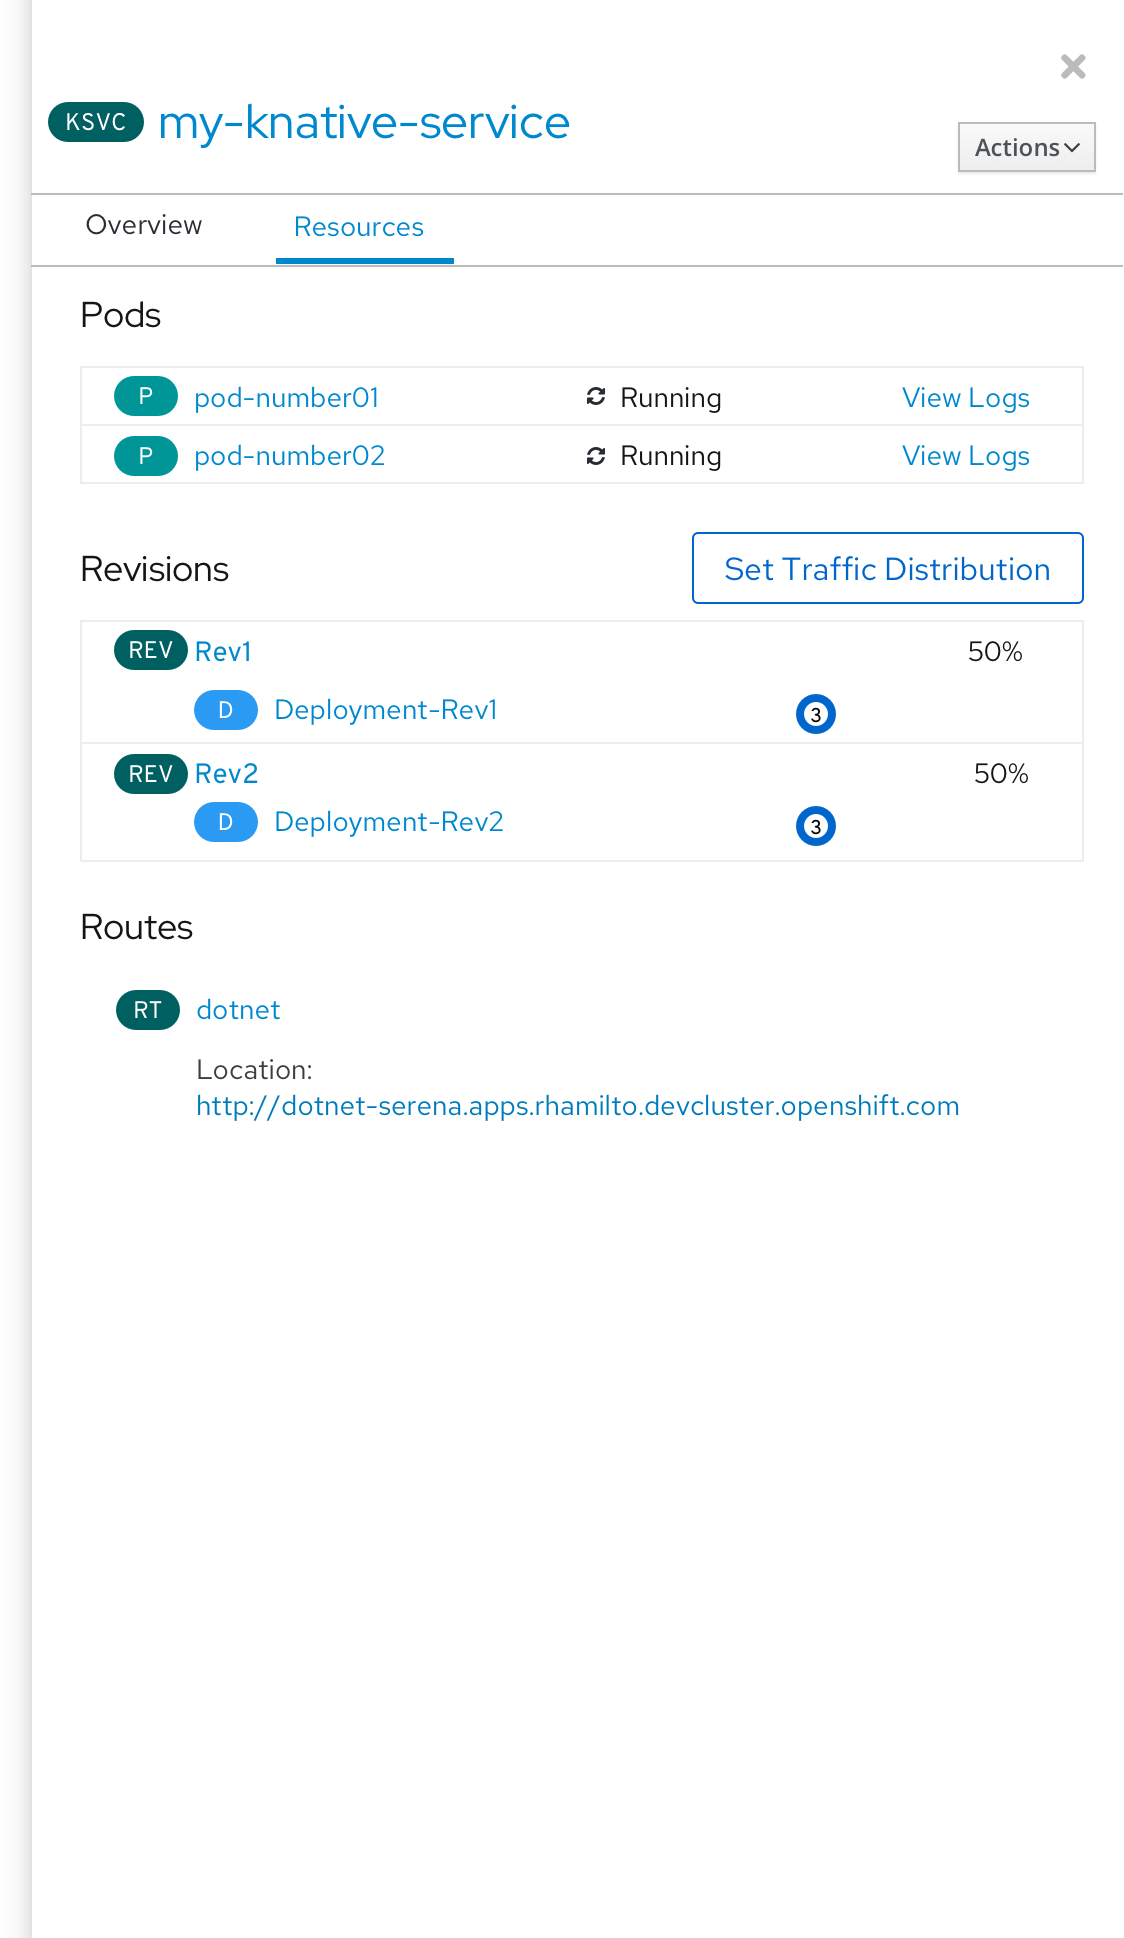 KSVC my-knative-service
Actions
Overview Resources
Pods
P pod-number01 Running View Logs
P pod-number02 Running View Logs
Revisions Set Traffic Distribution
REV Rev1 50%
D Deployment-Rev1 3
REV Rev2 50%
D Deployment-Rev2 3
Routes
RT dotnet
Location:
http://dotnet-serena.apps.rhamilto.devcluster.openshift.com